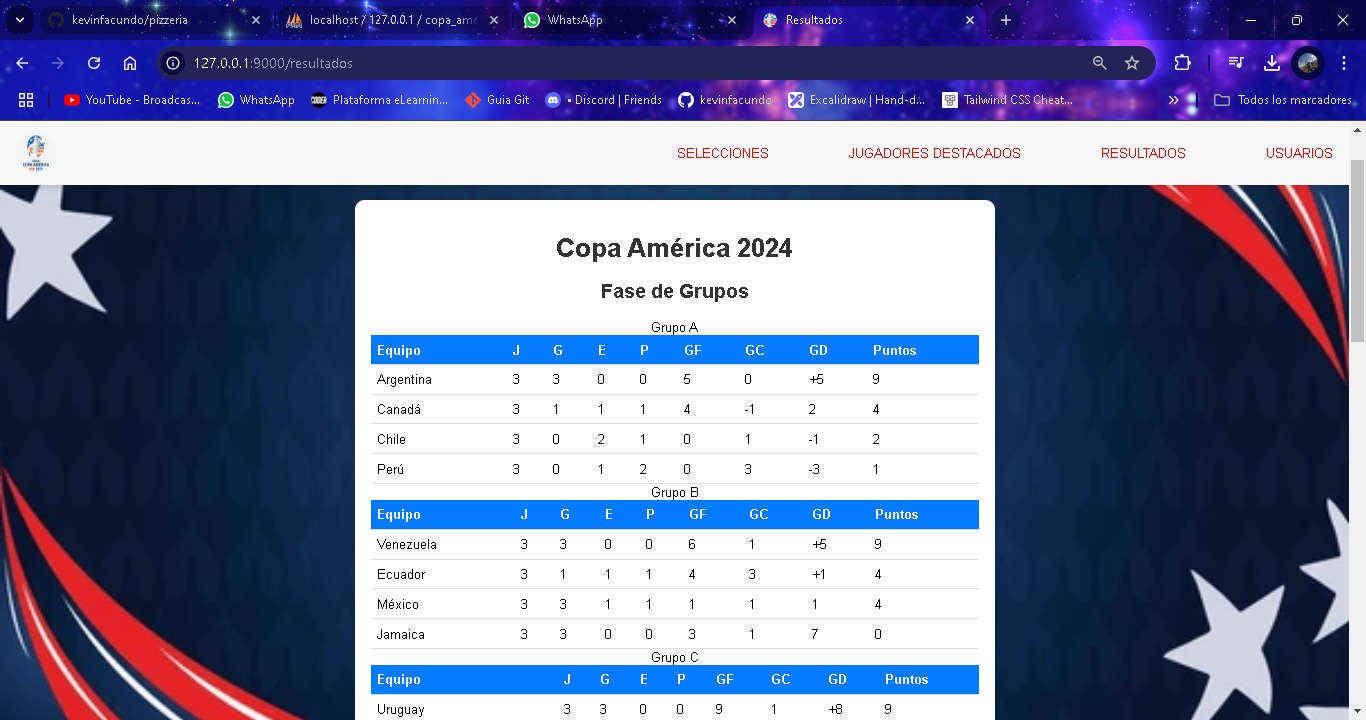 kevinfacundo/pizzeria
localhost / 127.0.0.1 / copa_amé
WhatsApp
Resultados
127.0.0.1:9000/resultados
YouTube - Broadcas...
WhatsApp
Plataforma eLearnin...
Guia Git
• Discord | Friends
kevinfacundo
Excalidraw | Hand-d...
Tailwind CSS Cheat...
Todos los marcadores
COPA AMERICA
SELECCIONES
JUGADORES DESTACADOS
RESULTADOS
USUARIOS
Copa América 2024
Fase de Grupos
Grupo A
Equipo J G E P GF GC GD Puntos
Argentina 3 3 0 0 5 0 +5 9
Canadá 3 1 1 1 4 -1 2 4
Chile 3 0 2 1 0 1 -1 2
Perú 3 0 1 2 0 3 -3 1
Grupo B
Equipo J G E P GF GC GD Puntos
Venezuela 3 3 0 0 6 1 +5 9
Ecuador 3 1 1 1 4 3 +1 4
México 3 3 1 1 1 1 1 4
Jamaica 3 3 0 0 3 1 7 0
Grupo C
Equipo J G E P GF GC GD Puntos
Uruguay 3 3 0 0 9 1 +8 9